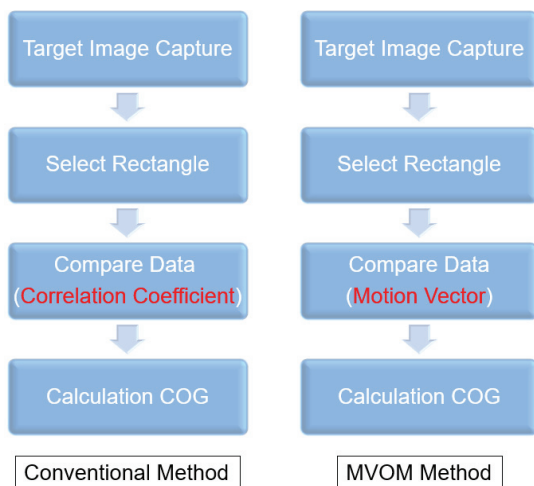 Target Image Capture
Select Rectangle
Compare Data
(Correlation Coefficient)
Calculation COG
Conventional Method
Target Image Capture
Select Rectangle
Compare Data
(Motion Vector)
Calculation COG
MVOM Method